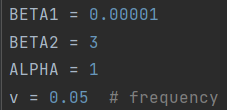 BETA1 = 0.00001
BETA2 = 3
ALPHA = 1
v = 0.05  # frequency